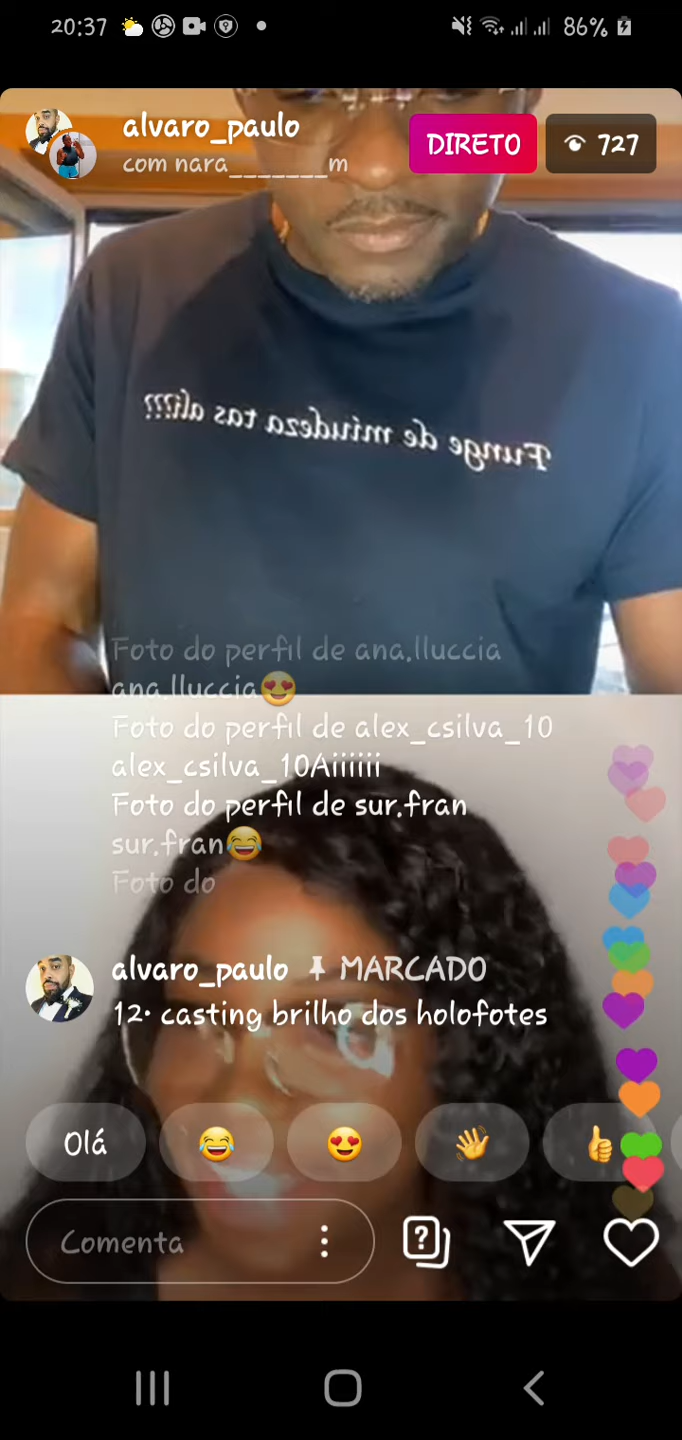 20:37
86%
alvaro_paulo
com nara_______m
DIRETO
727
Funge de miudeza tas ali!!!
Foto do perfil de ana.lluccia
ana.lluccia😍
Foto do perfil de alex_csilva_10
alex_csilva_10Aiiiiii
Foto do perfil de sur.fran
sur.fran😂
Foto do
alvaro_paulo MARCADO
12• casting brilho dos holofotes
Olá 😂 😍 👋 👍
Comenta